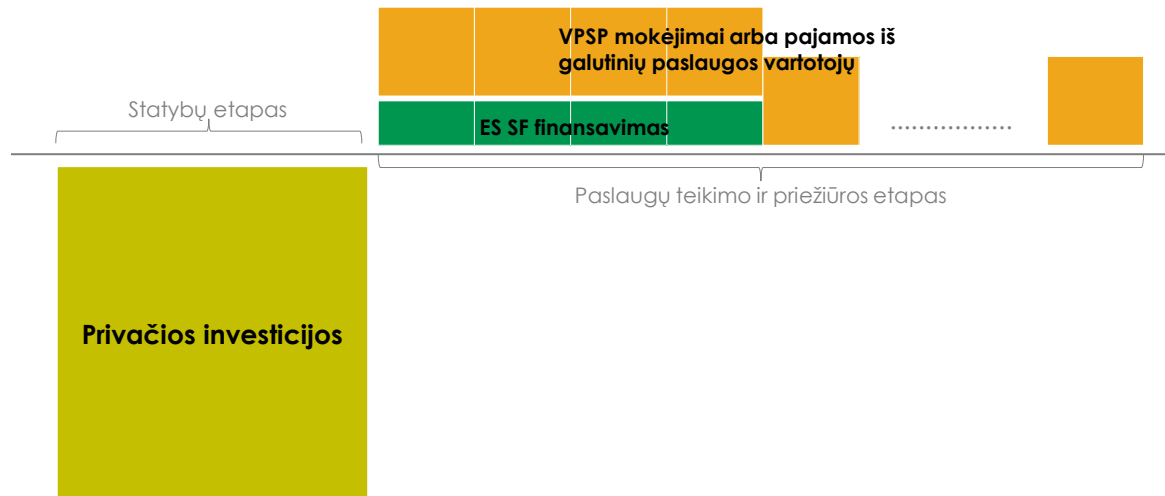 VPSP mokėjimai arba pajamos iš
galutinių paslaugos vartotojų
Statybų etapas
ES SF finansavimas
..................
Paslaugų teikimo ir priežiūros etapas
Privačios investicijos